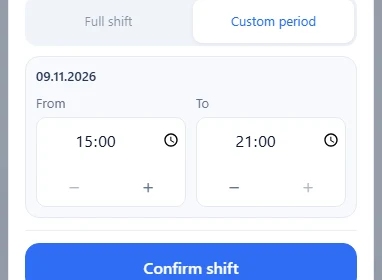 Full shift
Custom period
09.11.2026
From
To
15:00
21:00
− + − +
Confirm shift